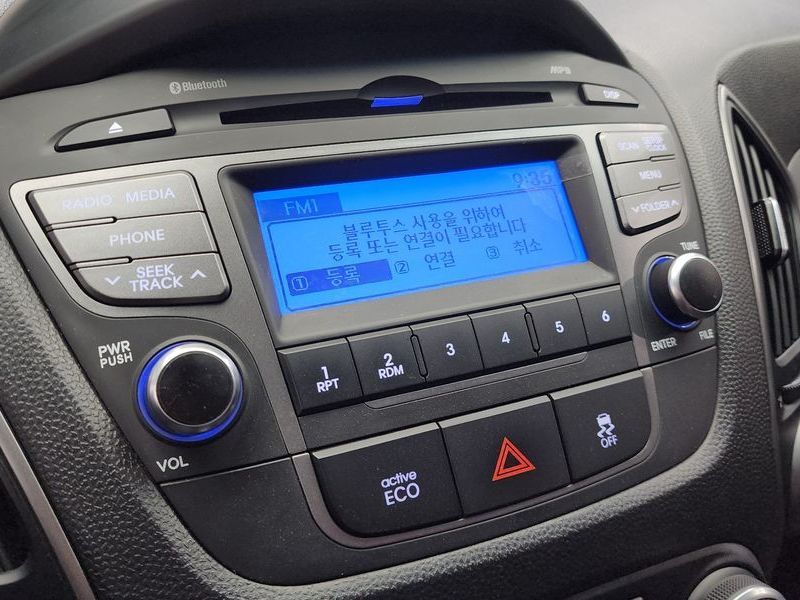 Bluetooth
MP3
DISP
RADIO MEDIA
PHONE
SEEK
TRACK
SCAN SETUP
CLOCK
MENU
FOLDER
FM1
9:35
블루투스 사용을 위하여
등록 또는 연결이 필요합니다
① 등록 ② 연결 ③ 취소
PWR
PUSH
VOL
TUNE
ENTER
FILE
1
RPT
2
RDM
3
4
5
6
active
ECO
OFF